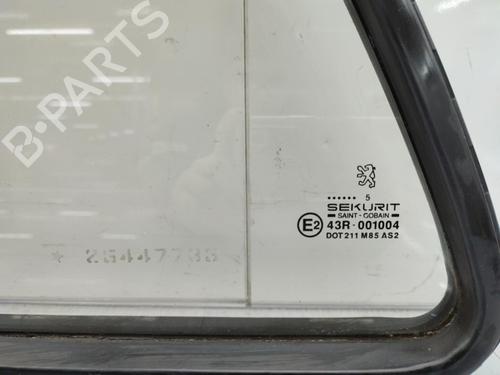 B-PARTS
5
SEKURIT
SAINT - GOBAIN
E2 43R - 001004
DOT 211 M85 AS2